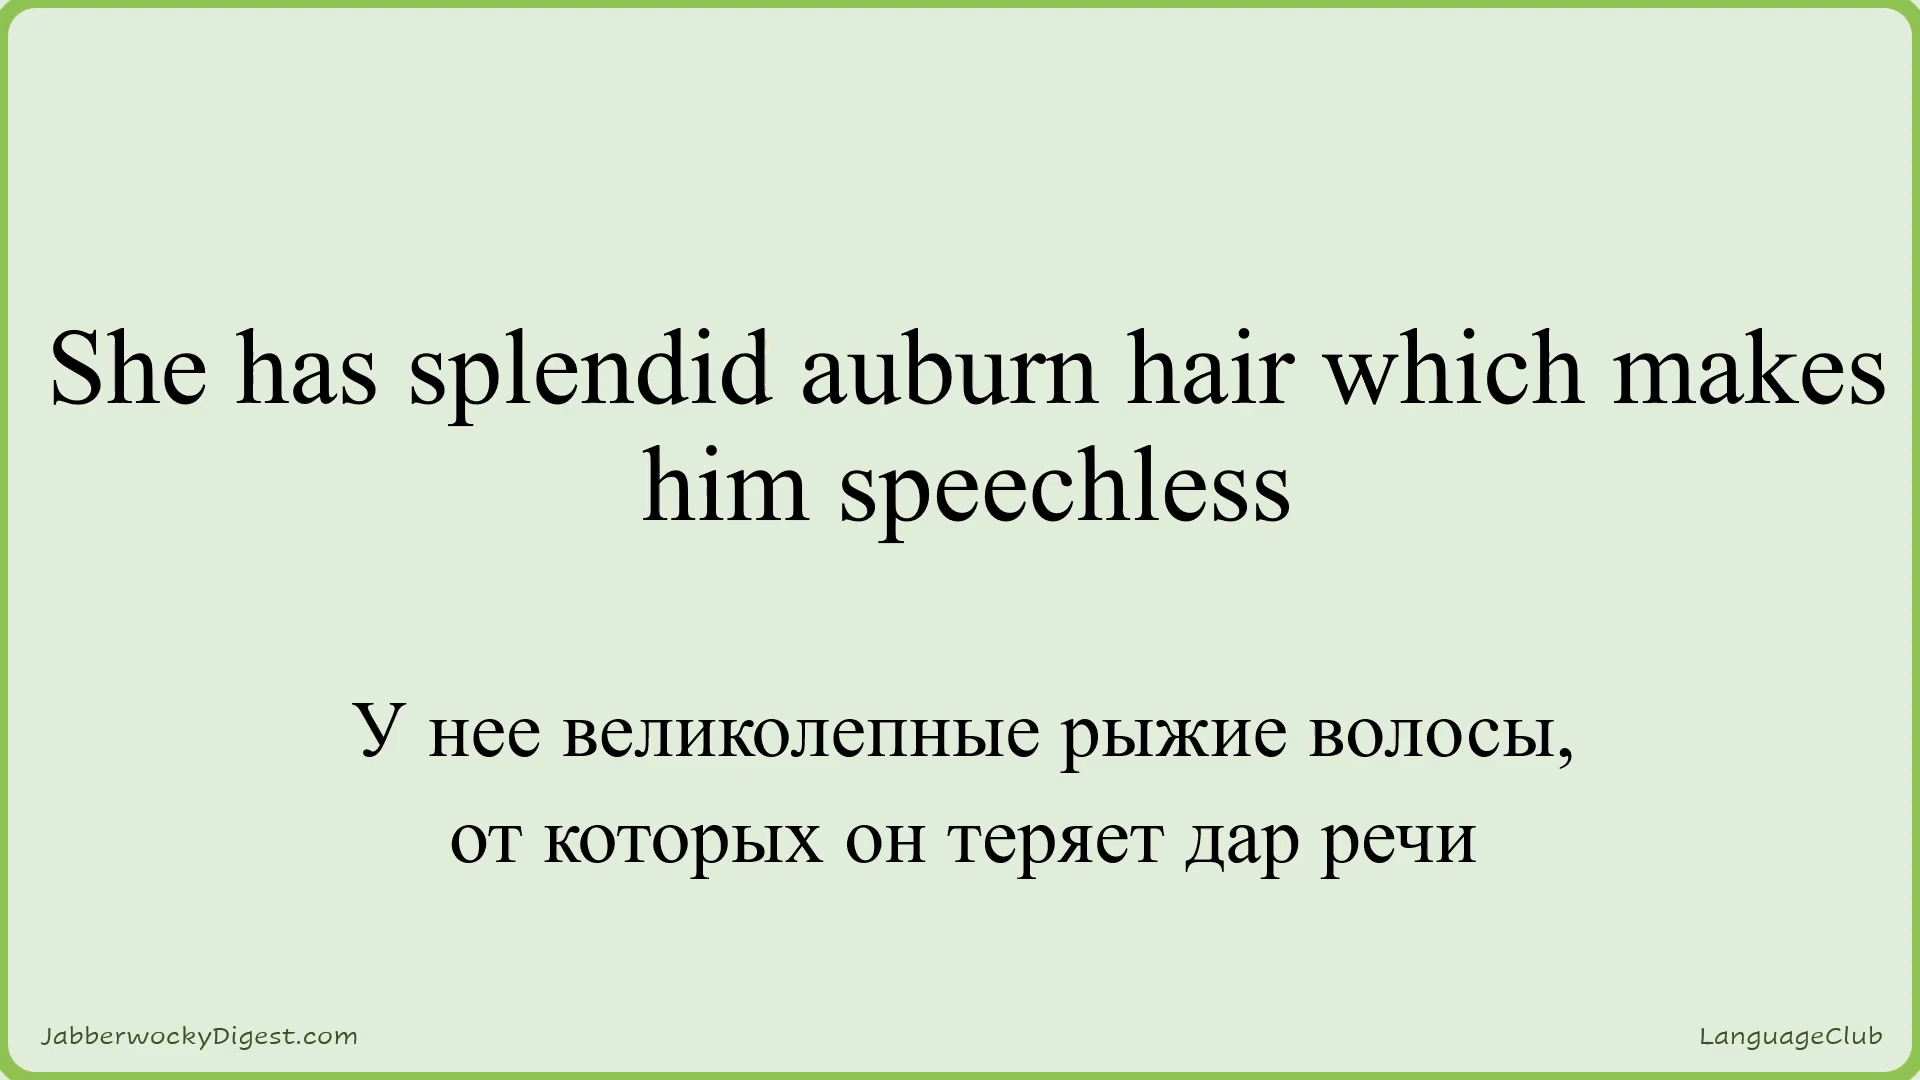 She has splendid auburn hair which makes
him speechless
У нее великолепные рыжие волосы,
от которых он теряет дар речи
JabberwockyDigest.com
LanguageClub